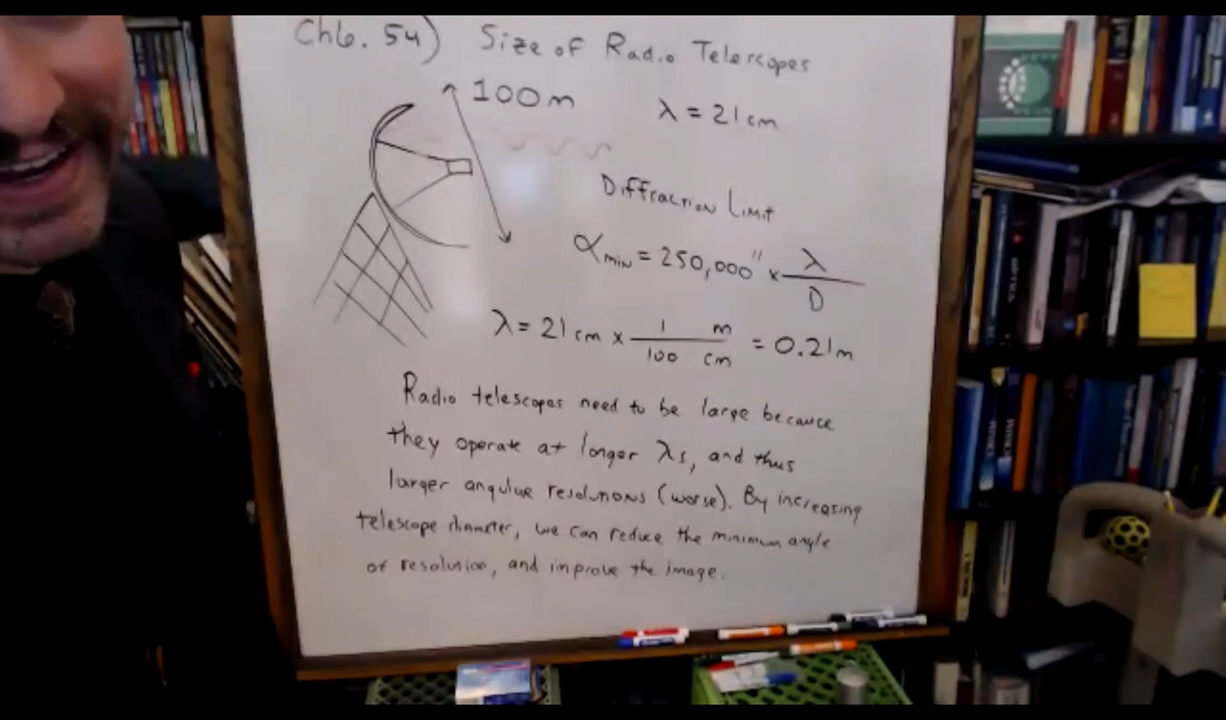 Ch6. 54) Size of Radio Telescopes
100m
λ = 21 cm
Diffraction Limit
αmin = 250,000" x λ / D
λ = 21 cm x 1 m / 100 cm = 0.21m
Radio telescopes need to be large because
they operate at longer λs, and thus
larger angular resolutions (worse). By increasing
telescope diameter, we can reduce the minimum angle
of resolution, and improve the image.